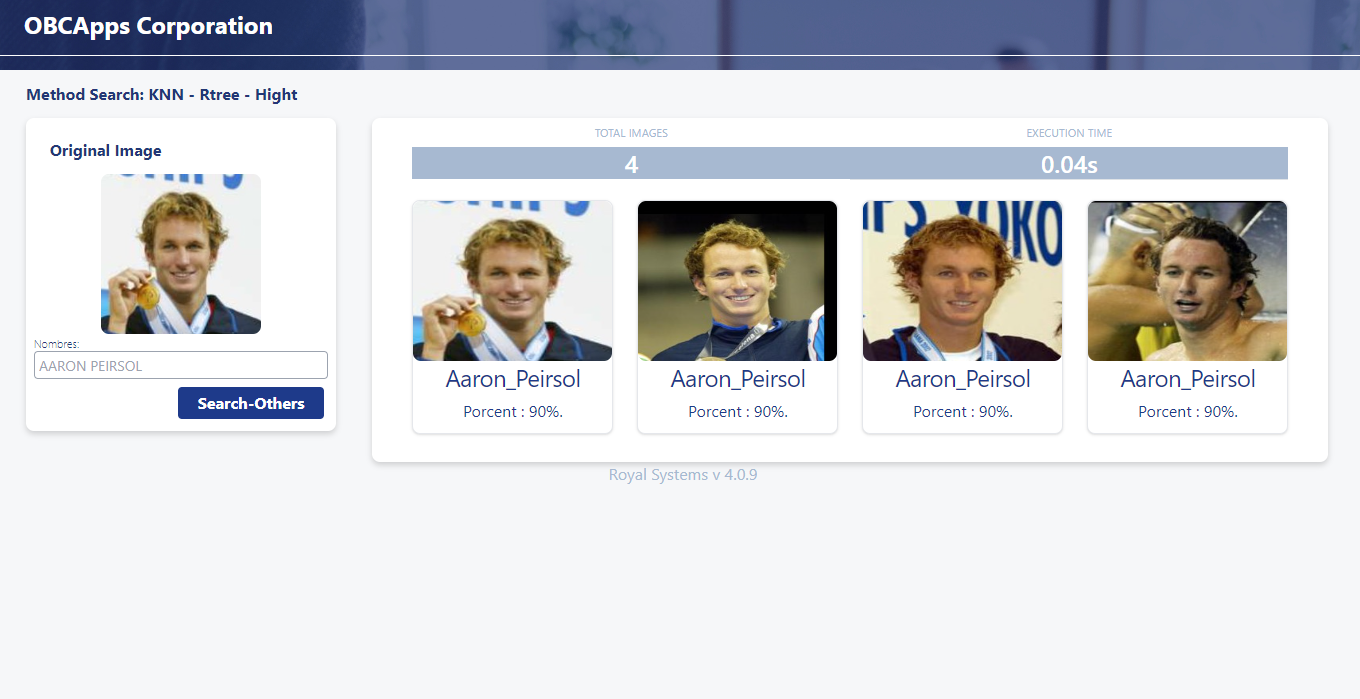 OBCApps Corporation
Method Search: KNN - Rtree - Hight
Original Image
Nombres:
AARON PEIRSOL
Search-Others
TOTAL IMAGES EXECUTION TIME
4 0.04s
Aaron_Peirsol Aaron_Peirsol Aaron_Peirsol Aaron_Peirsol
Porcent : 90%. Porcent : 90%. Porcent : 90%. Porcent : 90%.
Royal Systems v 4.0.9